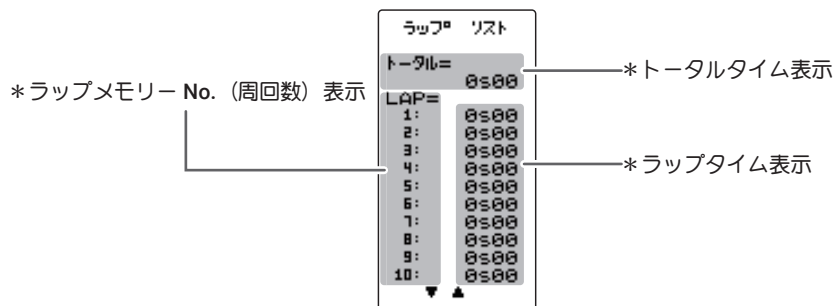 ラップ リスト
トータル=
0s00
＊トータルタイム表示
＊ラップメモリー No.（周回数）表示
LAP=
1: 0s00
2: 0s00
3: 0s00
4: 0s00
＊ラップタイム表示
5: 0s00
6: 0s00
7: 0s00
8: 0s00
9: 0s00
10: 0s00
▼ ▲